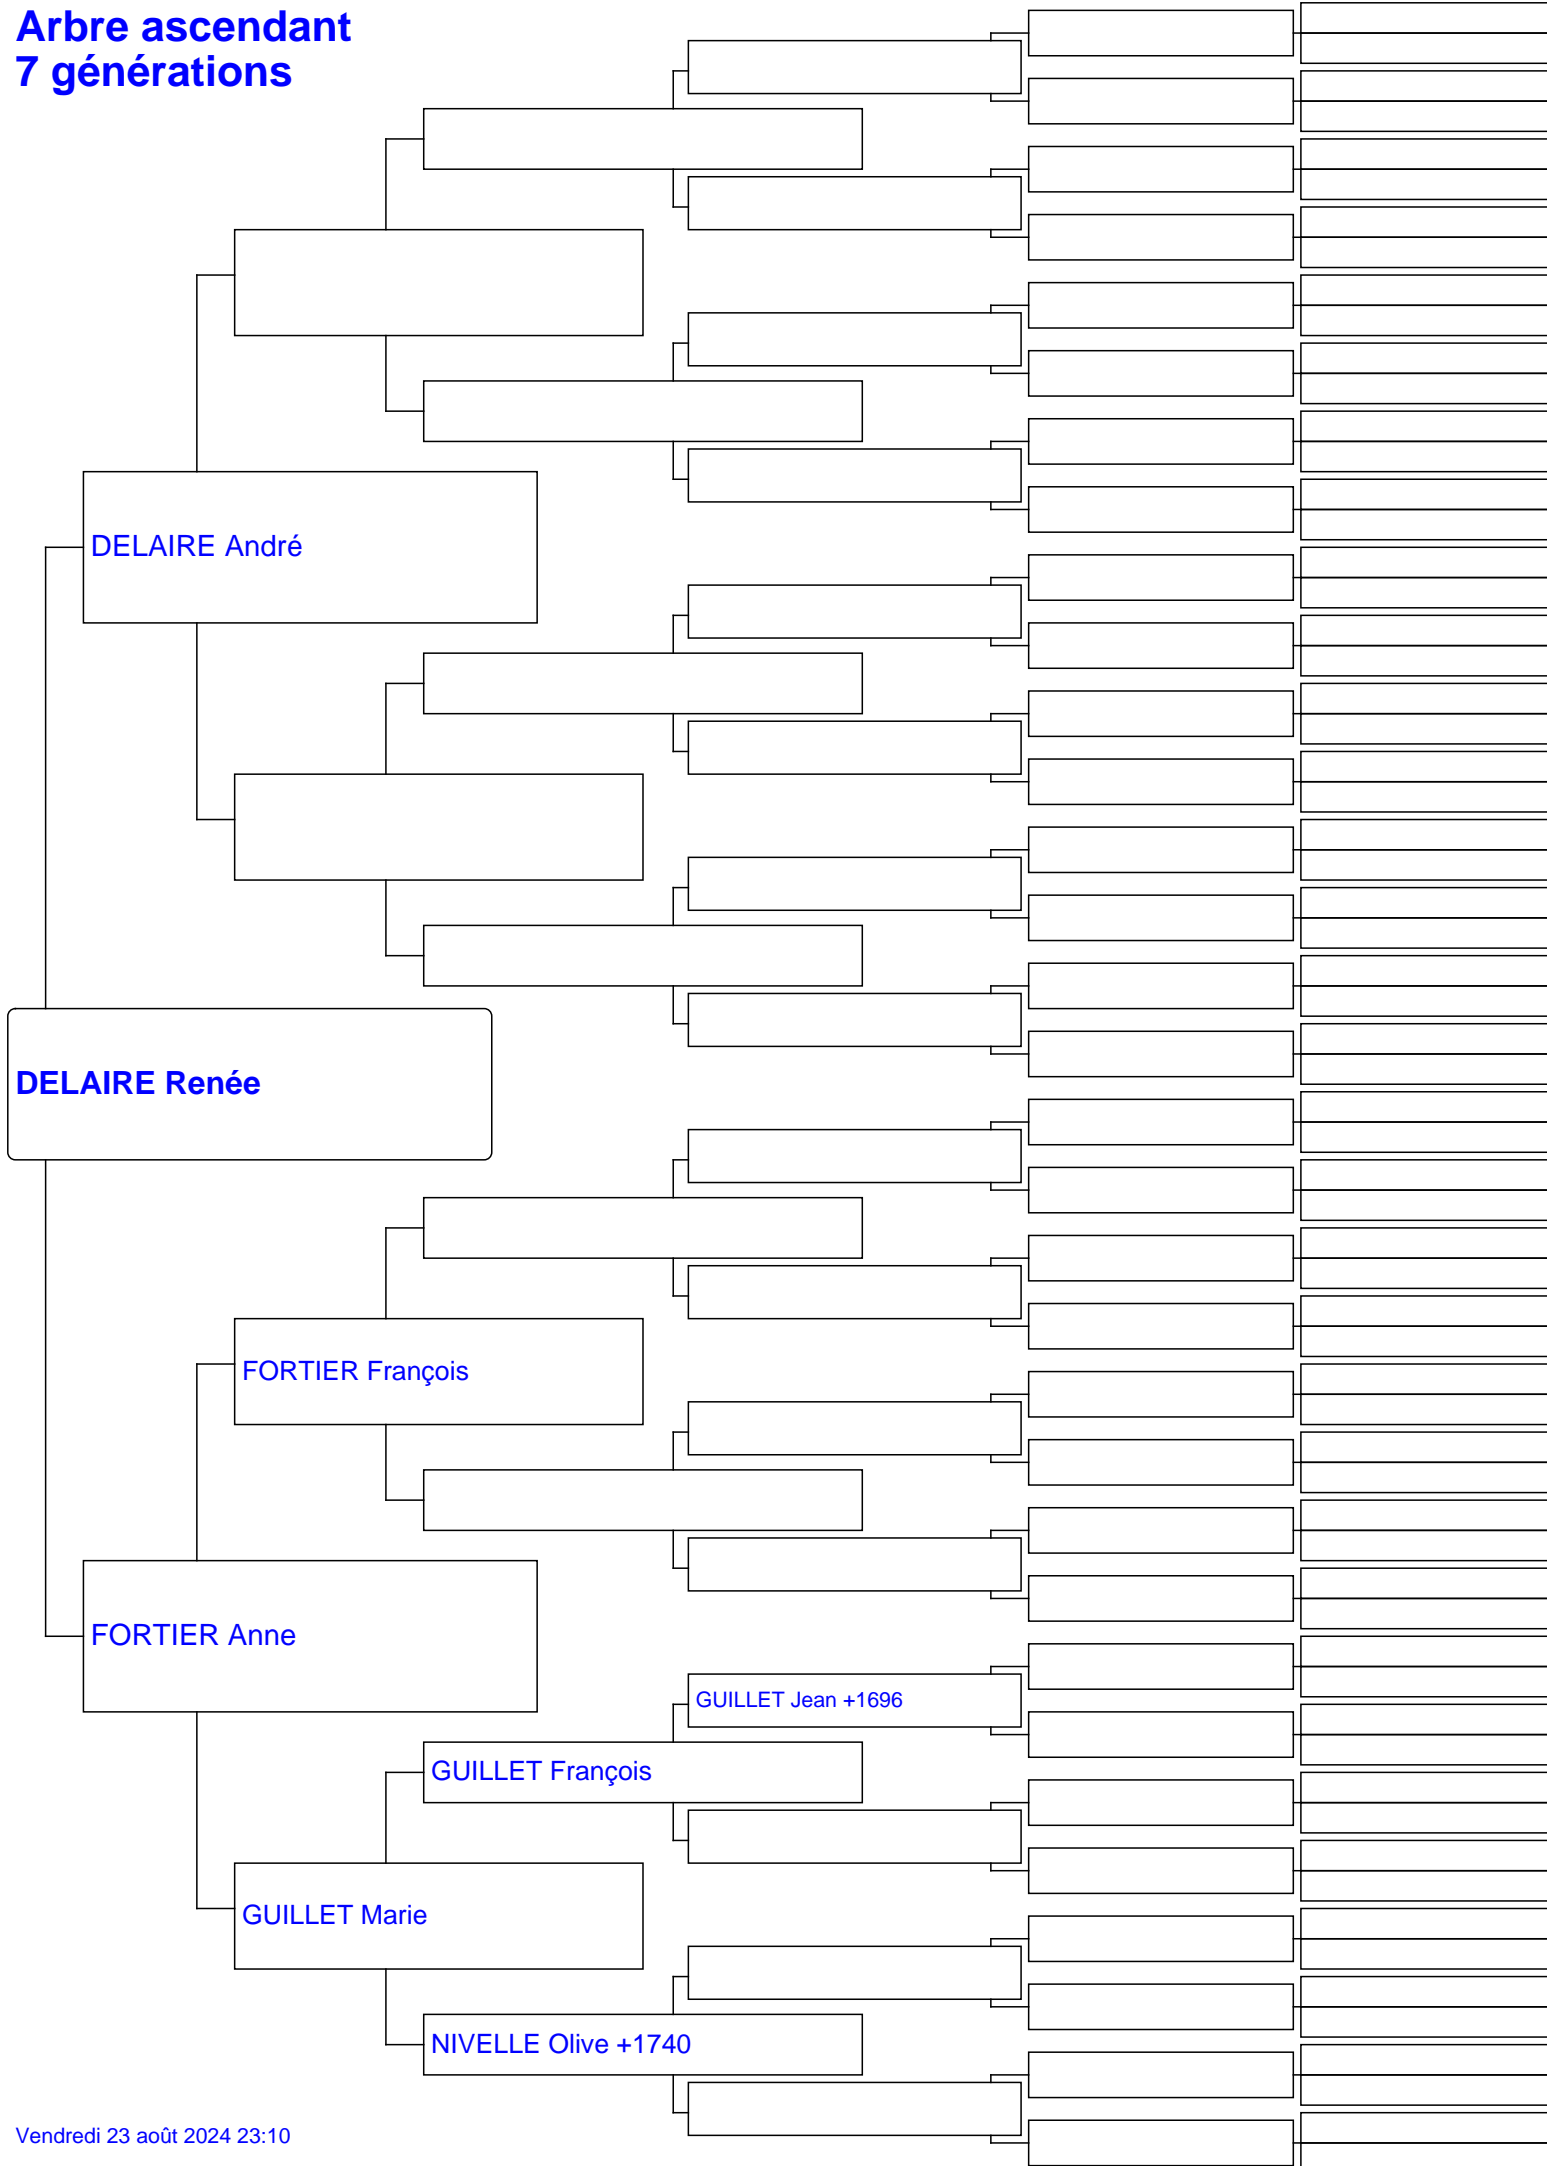 Arbre ascendant
7 générations
DELAIRE André
DELAIRE Renée
FORTIER François
FORTIER Anne
GUILLET Jean +1696
GUILLET François
GUILLET Marie
NIVELLE Olive +1740
Vendredi 23 août 2024 23:10